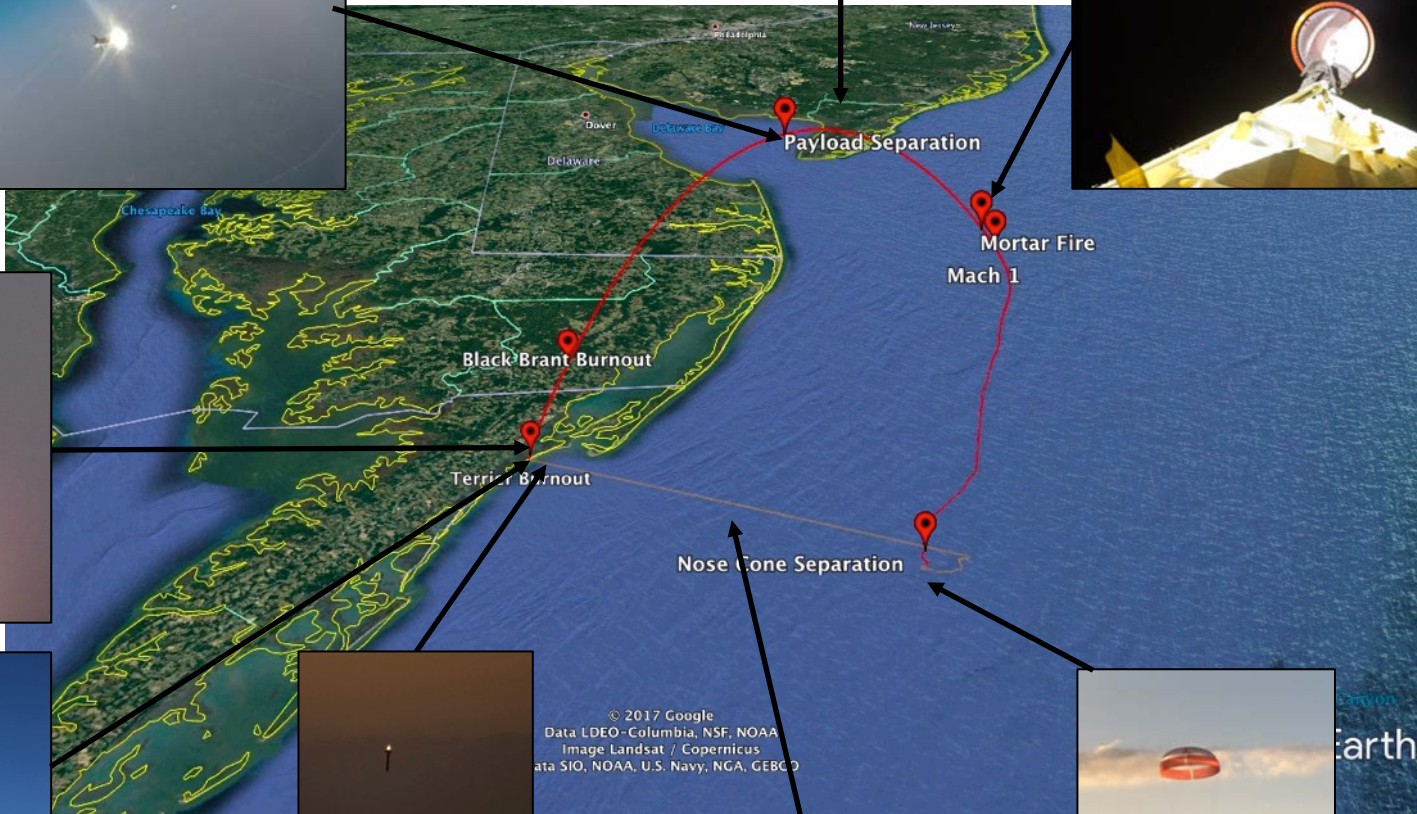 New Jersey
Philadelphia
Dover
Delaware Bay
Payload Separation
Delaware
Chesapeake Bay
Mortar Fire
Mach 1
Black Brant Burnout
Terrier Burnout
Nose Cone Separation
© 2017 Google
Data LDEO-Columbia, NSF, NOAA
Image Landsat / Copernicus
ata SIO, NOAA, U.S. Navy, NGA, GEBCO
Canyon
Earth